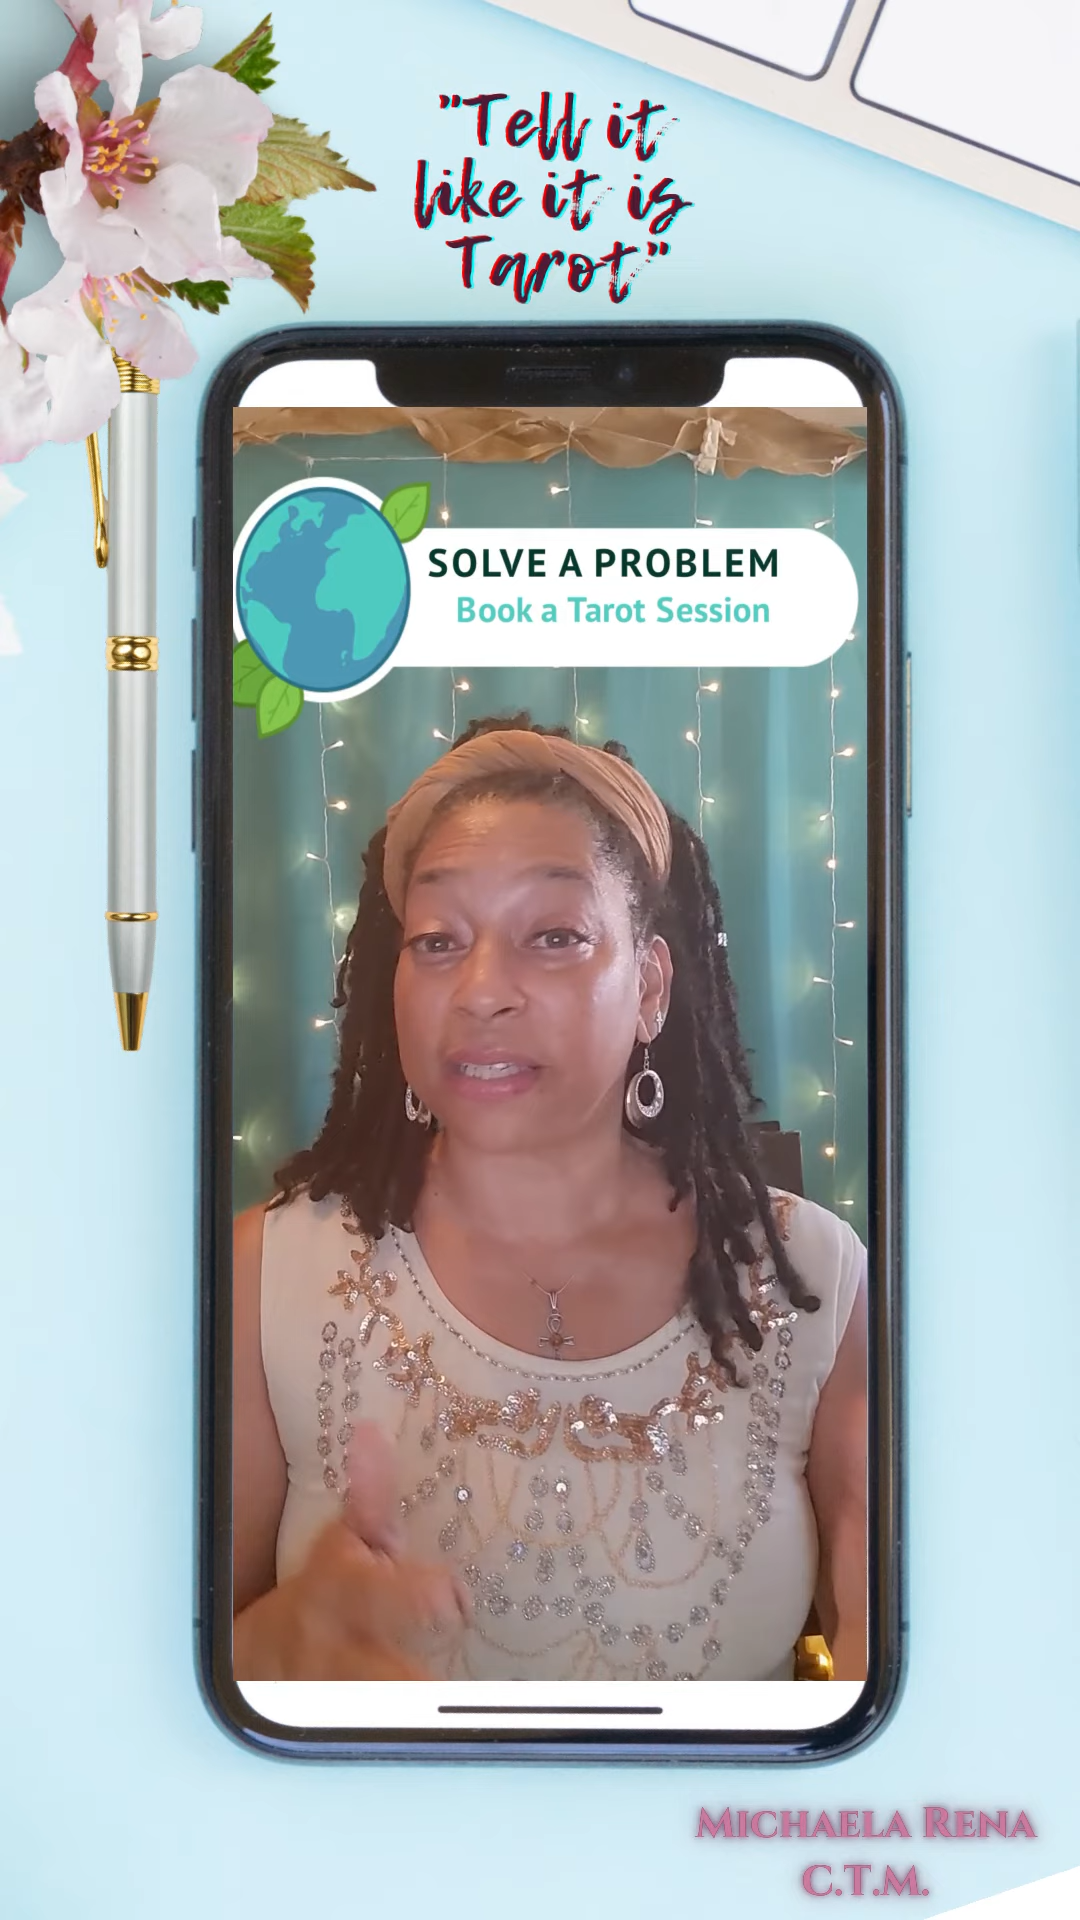 "Tell it
like it is
Tarot"
SOLVE A PROBLEM
Book a Tarot Session
Michaela Rena
C.T.M.